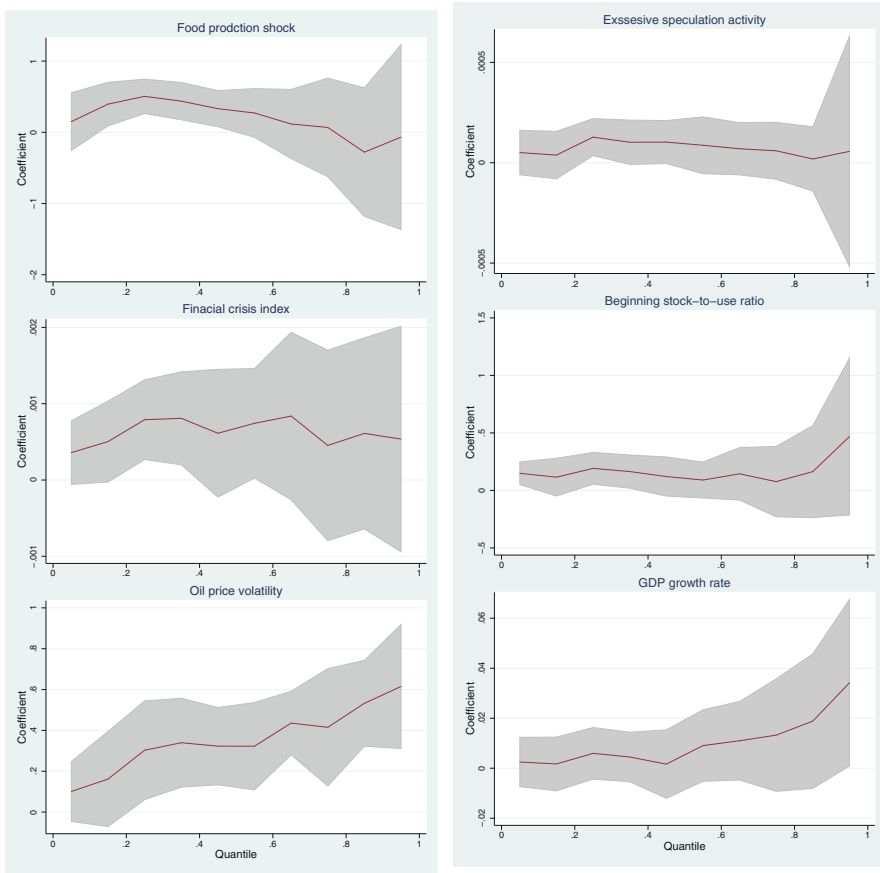 Food prodction shock
Coefficient
1
0
−1
−2
0 .2 .4 .6 .8 1
Finacial crisis index
Coefficient
.002
.001
0
−.001
0 .2 .4 .6 .8 1
Oil price volatility
Coefficient
1
.8
.6
.4
.2
0
0 .2 .4 .6 .8 1
Quantile
Exssesive speculation activity
Coefficient
.0005
0
−.0005
0 .2 .4 .6 .8 1
Beginning stock−to−use ratio
Coefficient
1.5
1
.5
0
−.5
0 .2 .4 .6 .8 1
GDP growth rate
Coefficient
.06
.04
.02
0
−.02
0 .2 .4 .6 .8 1
Quantile